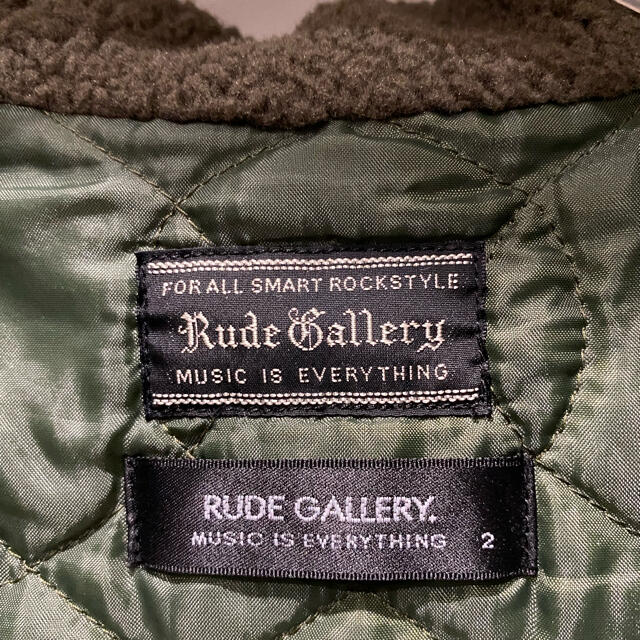 FOR ALL SMART ROCKSTYLE
Rude Gallery
MUSIC IS EVERYTHING
RUDE GALLERY.
MUSIC IS EVERYTHING 2